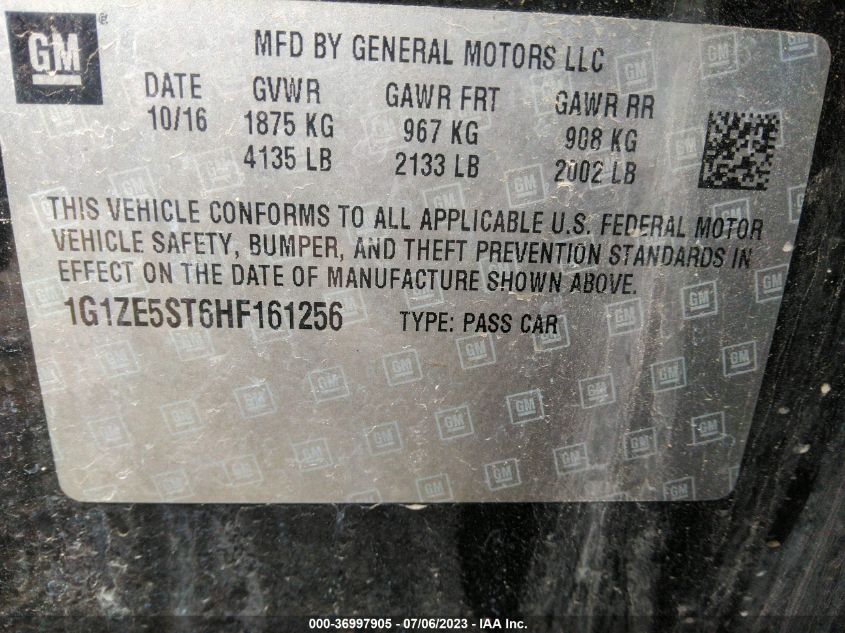 GM®
MFD BY GENERAL MOTORS LLC
DATE GVWR GAWR FRT GAWR RR
10/16 1875 KG 967 KG 908 KG
4135 LB 2133 LB 2002 LB
THIS VEHICLE CONFORMS TO ALL APPLICABLE U.S. FEDERAL MOTOR
VEHICLE SAFETY, BUMPER, AND THEFT PREVENTION STANDARDS IN
EFFECT ON THE DATE OF MANUFACTURE SHOWN ABOVE.
1G1ZE5ST6HF161256 TYPE: PASS CAR
000-36997905 - 07/06/2023 - IAA Inc.